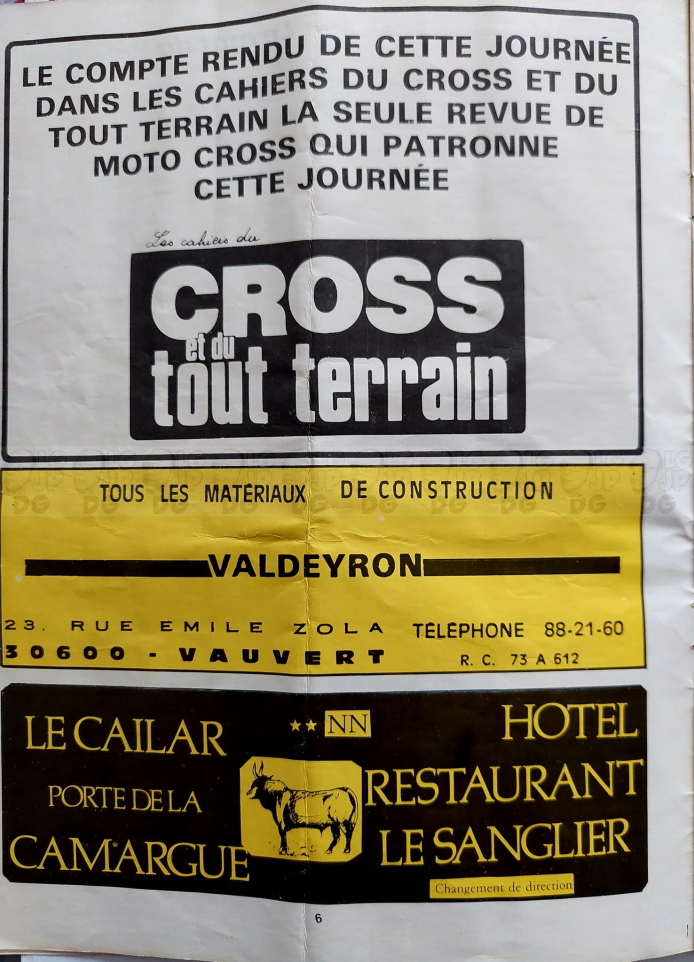 LE COMPTE RENDU DE CETTE JOURNÉE
DANS LES CAHIERS DU CROSS ET DU
TOUT TERRAIN LA SEULE REVUE DE
MOTO CROSS QUI PATRONNE
CETTE JOURNÉE
Les cahiers du
CROSS
et du
tout terrain
TOUS LES MATÉRIAUX DE CONSTRUCTION
VALDEYRON
23. RUE EMILE ZOLA TÉLÉPHONE 88-21-60
30600 - VAUVERT R. C. 73 A 612
LE CAILAR
PORTE DE LA
CAMARGUE
★★ NN
HOTEL
RESTAURANT
LE SANGLIER
Changement de direction
6